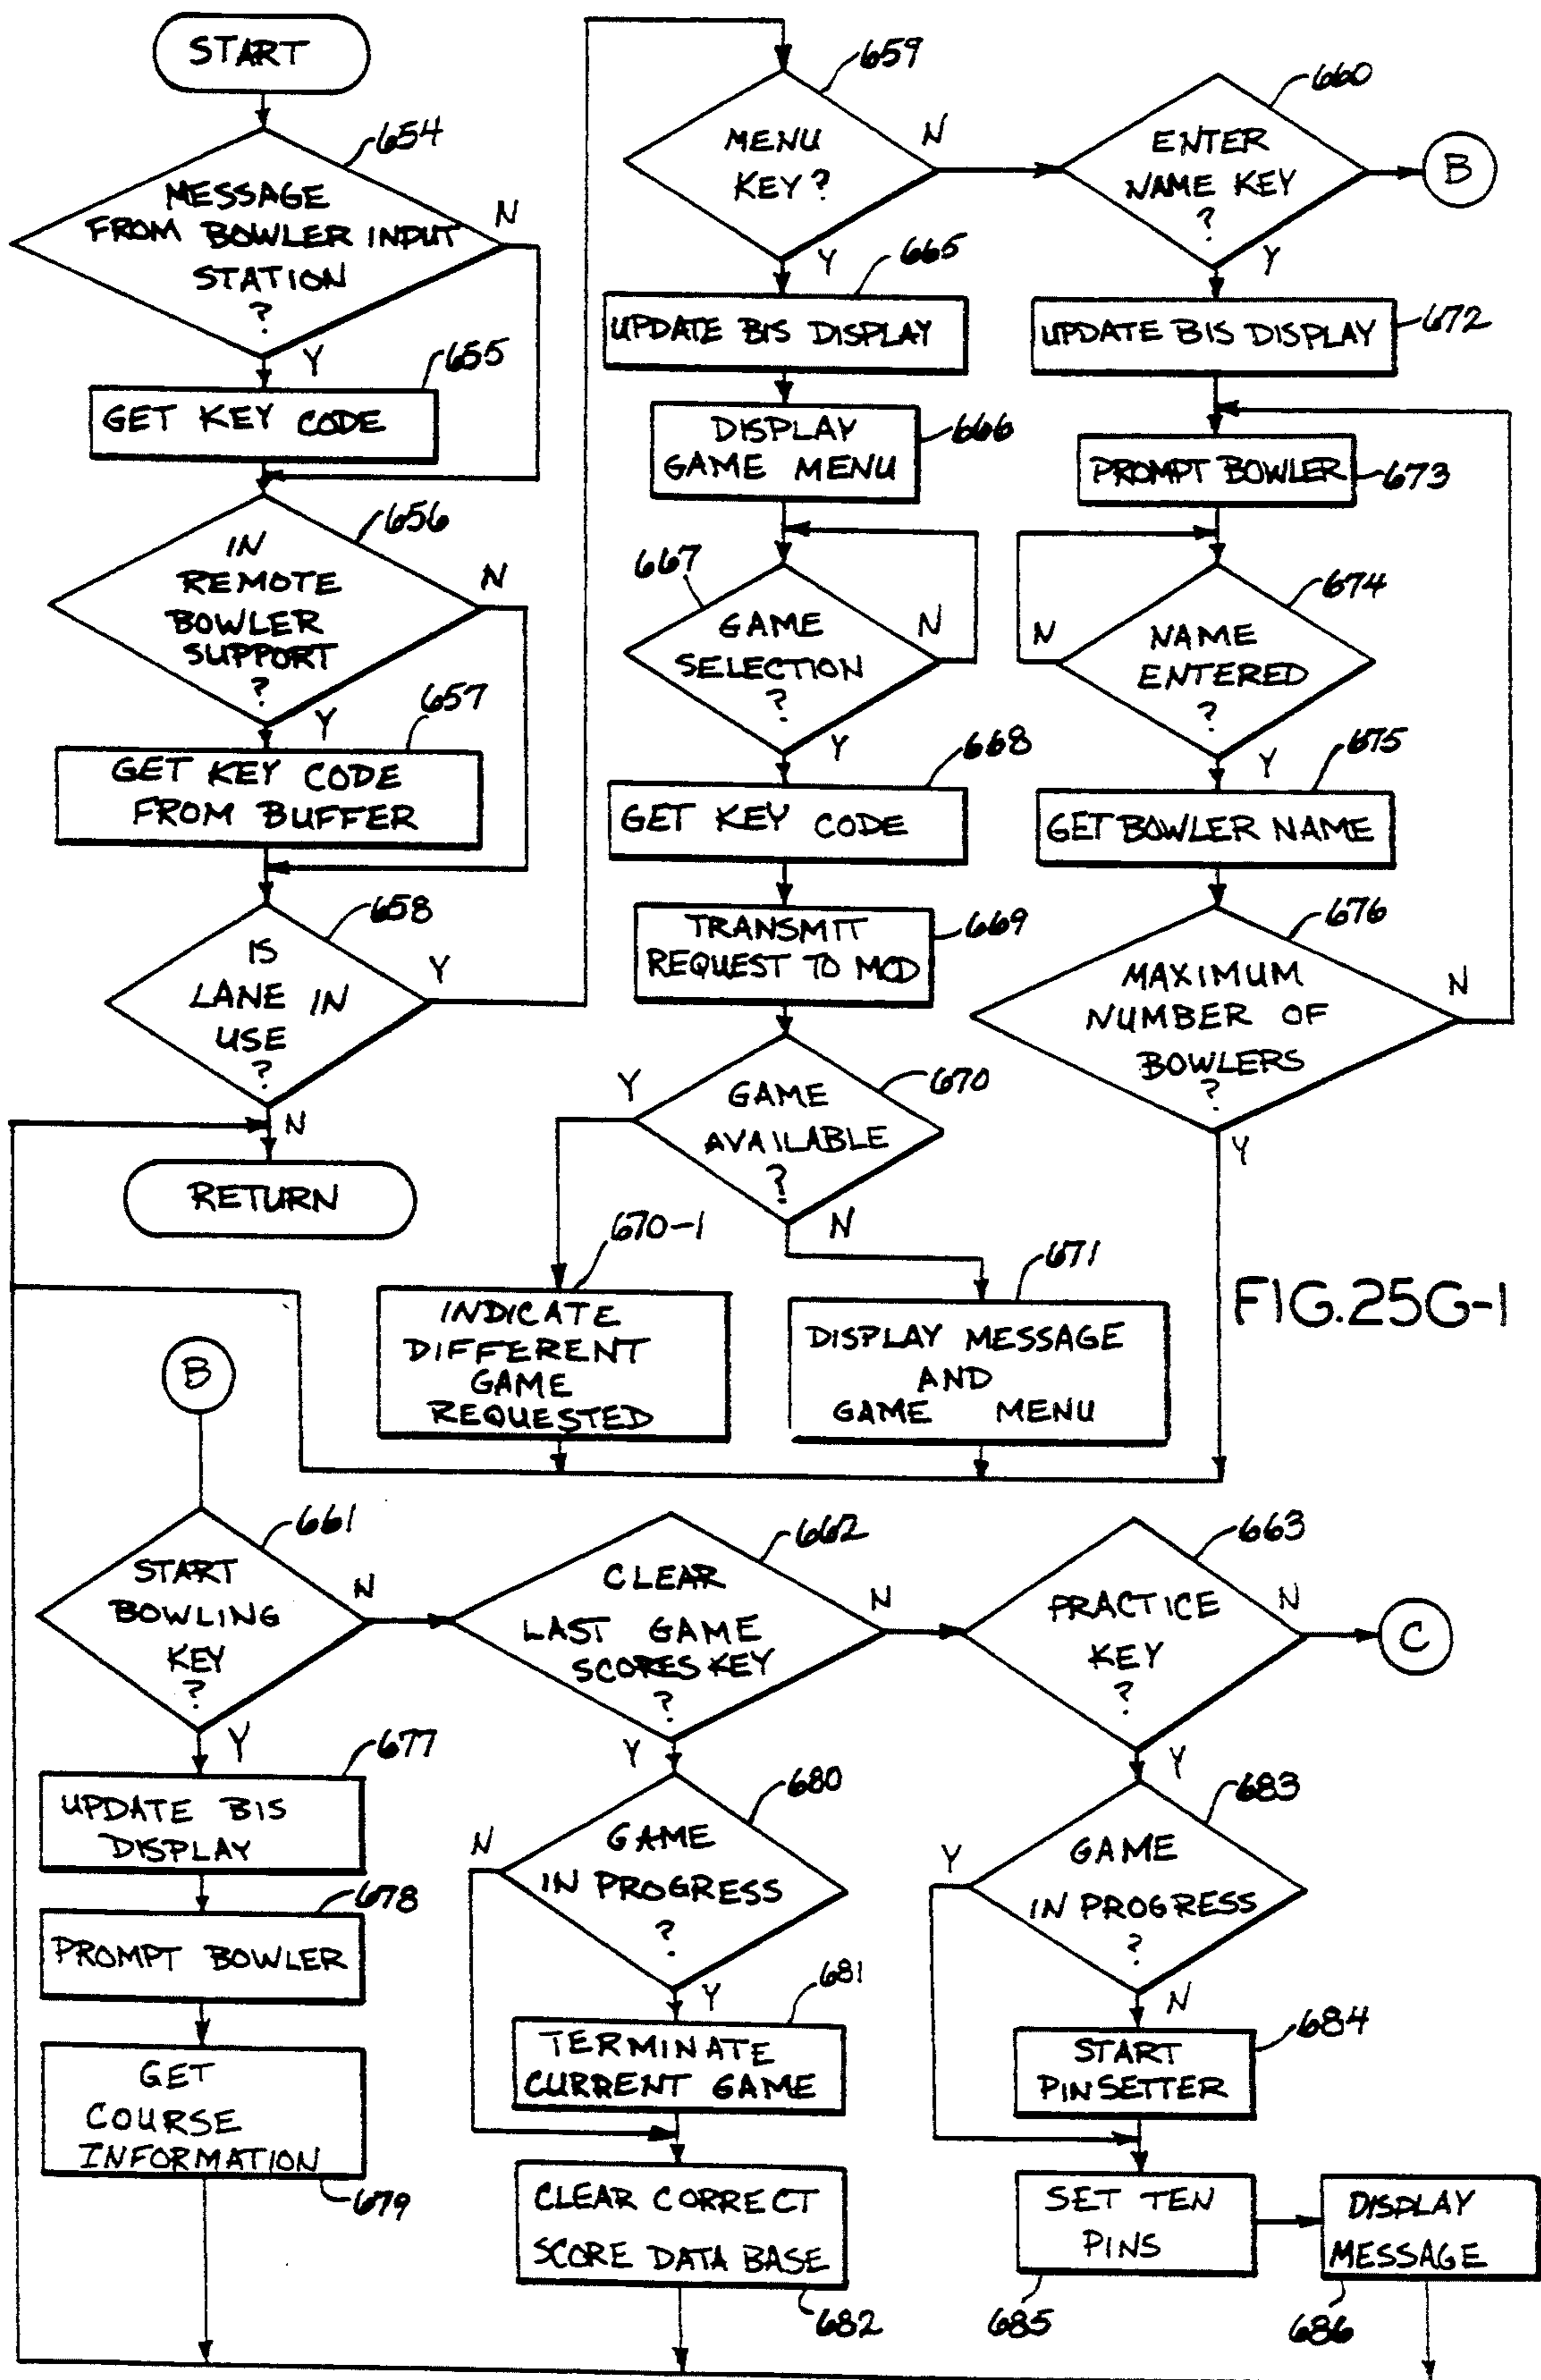 START
654
MESSAGE
FROM BOWLER INPUT
STATION
?
N
Y
655
GET KEY CODE
656
IN
REMOTE
BOWLER
SUPPORT
?
N
Y
657
GET KEY CODE
FROM BUFFER
658
IS
LANE IN
USE
?
Y
N
RETURN
659
MENU
KEY?
N
Y
665
UPDATE BIS DISPLAY
DISPLAY
GAME MENU
666
667
GAME
SELECTION
?
N
Y
668
GET KEY CODE
TRANSMIT
REQUEST TO MCD
669
670
GAME
AVAILABLE
?
Y
N
670-1
INDICATE
DIFFERENT
GAME
REQUESTED
671
DISPLAY MESSAGE
AND
GAME MENU
660
ENTER
NAME KEY
?
B
Y
UPDATE BIS DISPLAY
672
PROMPT BOWLER
673
674
NAME
ENTERED
?
N
Y
675
GET BOWLER NAME
676
MAXIMUM
NUMBER OF
BOWLERS
?
N
Y
FIG.25G-1
B
661
START
BOWLING
KEY
?
N
Y
677
UPDATE BIS
DISPLAY
678
PROMPT BOWLER
GET
COURSE
INFORMATION
679
662
CLEAR
LAST GAME
SCORES KEY
?
N
Y
680
GAME
IN PROGRESS
?
N
Y
681
TERMINATE
CURRENT GAME
CLEAR CORRECT
SCORE DATA BASE
682
663
PRACTICE
KEY
?
N
C
Y
683
GAME
IN PROGRESS
?
Y
N
684
START
PINSETTER
SET TEN
PINS
685
DISPLAY
MESSAGE
686